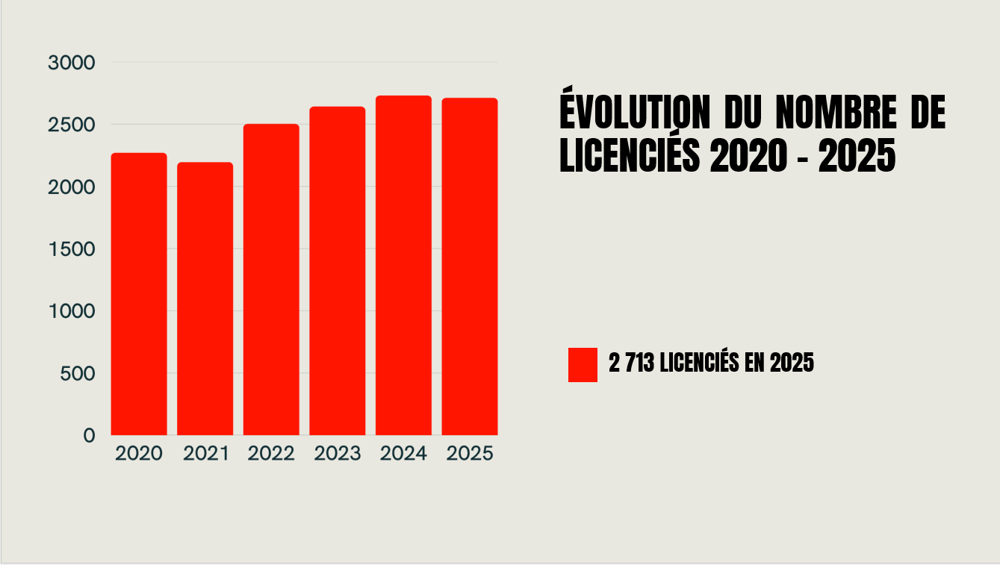 3000
2500
2000
1500
1000
500
0
2020 2021 2022 2023 2024 2025
ÉVOLUTION DU NOMBRE DE
LICENCIÉS 2020 - 2025
2 713 LICENCIÉS EN 2025